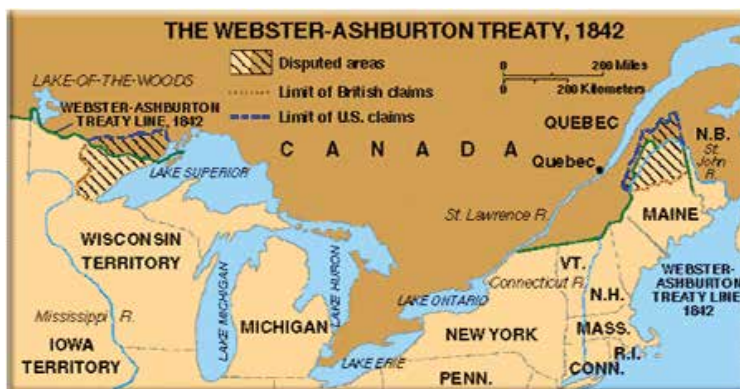 THE WEBSTER-ASHBURTON TREATY, 1842
Disputed areas
Limit of British claims
Limit of U.S. claims
0 200 Miles
0 200 Kilometers
LAKE-OF-THE-WOODS
WEBSTER-ASHBURTON
TREATY LINE, 1842
LAKE SUPERIOR
CANADA
QUEBEC
Quebec
N.B.
St.
John
R.
St. Lawrence R.
MAINE
WISCONSIN
TERRITORY
LAKE MICHIGAN
LAKE HURON
MICHIGAN
LAKE ONTARIO
LAKE ERIE
Connecticut R.
VT.
N.H.
MASS.
R.I.
CONN.
NEW YORK
PENN.
WEBSTER-
ASHBURTON
TREATY LINE
1842
Mississippi R.
IOWA
TERRITORY